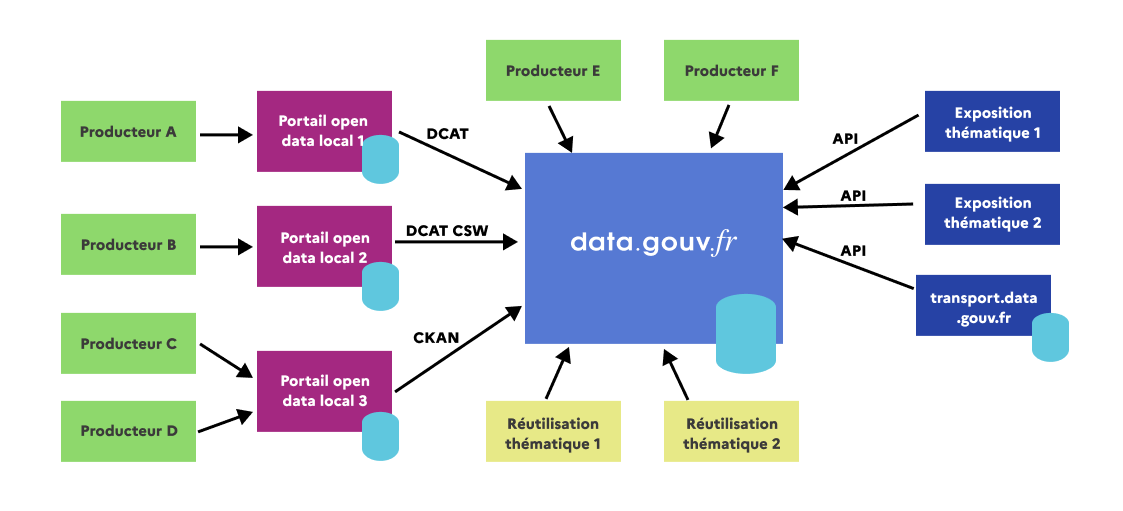 Producteur A
Portail open
data local 1
DCAT
Producteur B
Portail open
data local 2
DCAT CSW
Producteur C
Producteur D
Portail open
data local 3
CKAN
Producteur E
Producteur F
data.gouv.fr
Réutilisation
thématique 1
Réutilisation
thématique 2
API
Exposition
thématique 1
API
Exposition
thématique 2
API
transport.data
.gouv.fr